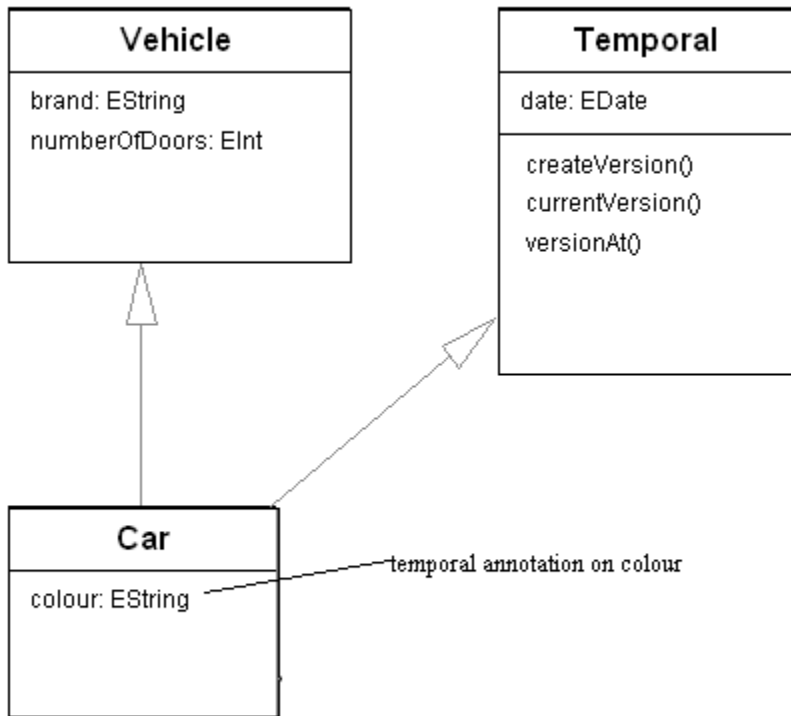 Vehicle
brand: EString
numberOfDoors: EInt
Temporal
date: EDate
createVersion()
currentVersion()
versionAt()
Car
colour: EString
temporal annotation on colour